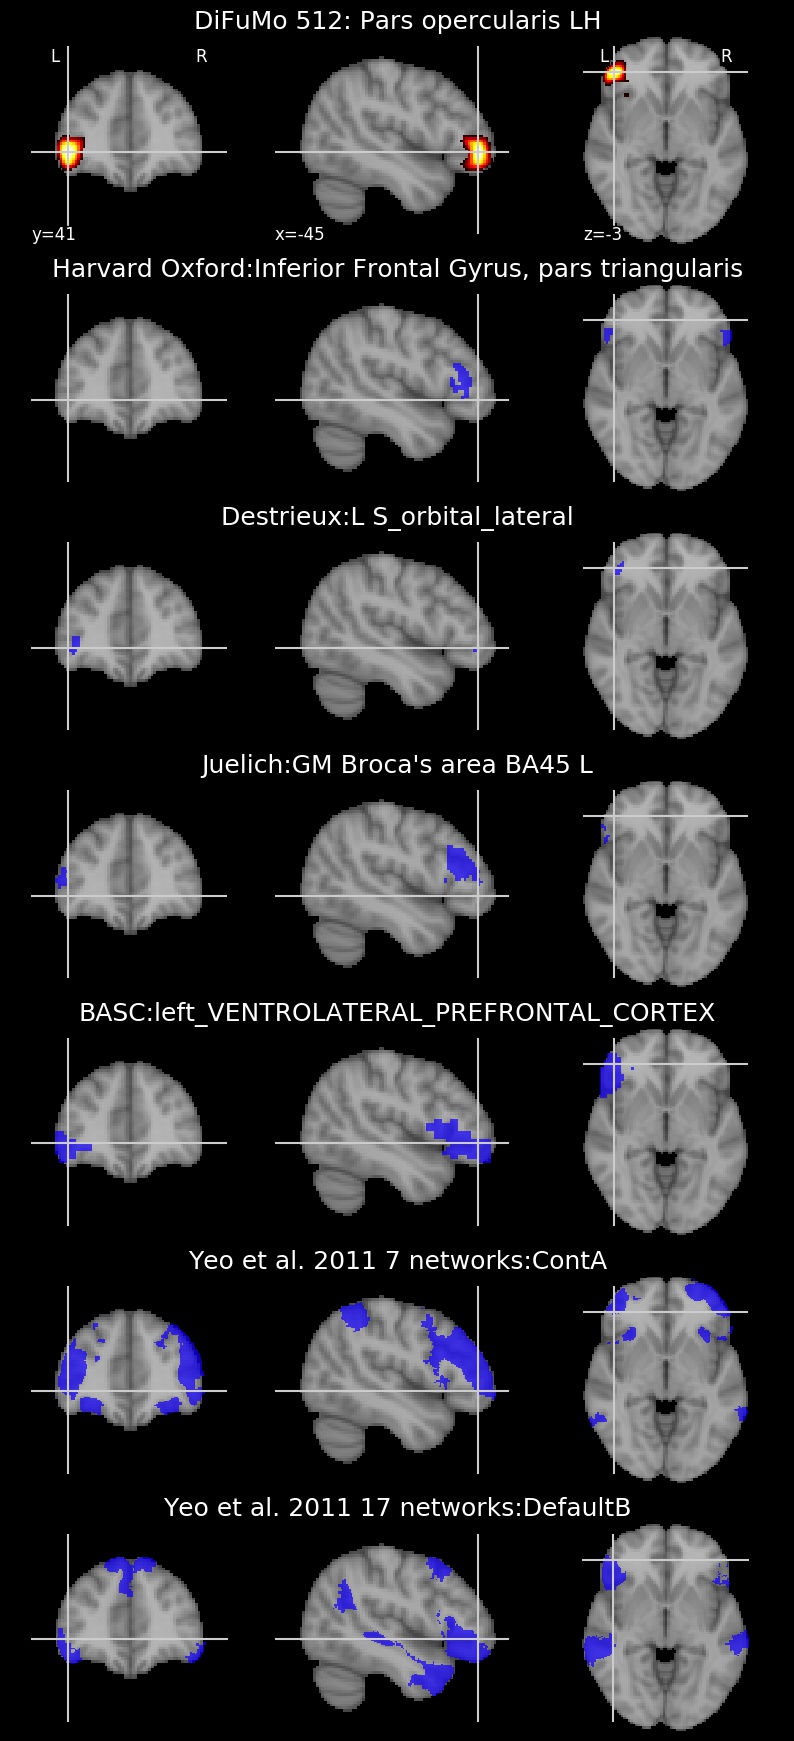 DiFuMo 512: Pars opercularis LH
L R L R
y=41 x=-45 z=-3
Harvard Oxford:Inferior Frontal Gyrus, pars triangularis
Destrieux:L S_orbital_lateral
Juelich:GM Broca's area BA45 L
BASC:left_VENTROLATERAL_PREFRONTAL_CORTEX
Yeo et al. 2011 7 networks:ContA
Yeo et al. 2011 17 networks:DefaultB